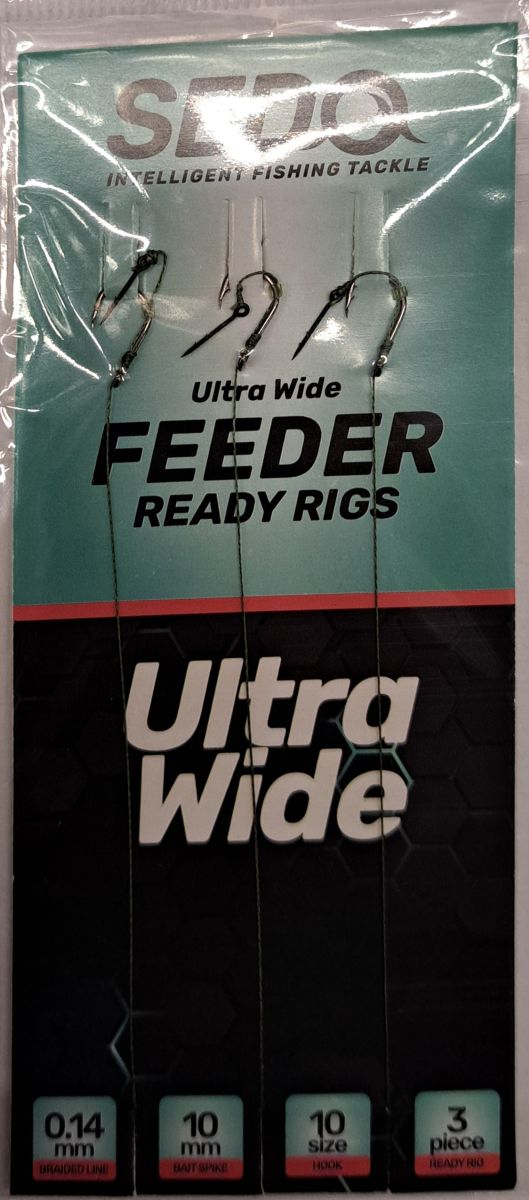 SEDO
INTELLIGENT FISHING TACKLE
Ultra Wide
FEEDER
READY RIGS
Ultra
Wide
0.14
mm
BRAIDED LINE
10
mm
BAIT SPIKE
10
size
HOOK
3
piece
READY RIG